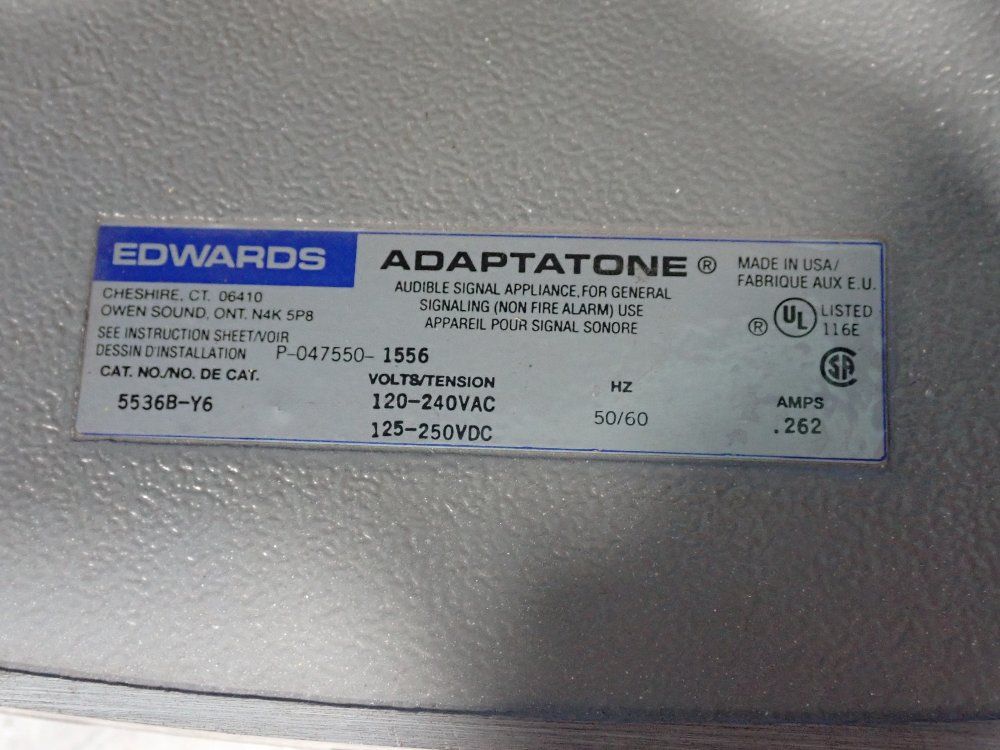 EDWARDS
CHESHIRE, CT. 06410
OWEN SOUND, ONT. N4K 5P8
SEE INSTRUCTION SHEET/VOIR
DESSIN D'INSTALLATION P-047550-1556
CAT. NO./NO. DE CAT.
5536B-Y6
ADAPTATONE ®
AUDIBLE SIGNAL APPLIANCE, FOR GENERAL
SIGNALING (NON FIRE ALARM) USE
APPAREIL POUR SIGNAL SONORE
VOLTS/TENSION
120-240VAC
125-250VDC
HZ
50/60
MADE IN USA/
FABRIQUE AUX E.U.
® UL LISTED
116E
SA
AMPS
.262